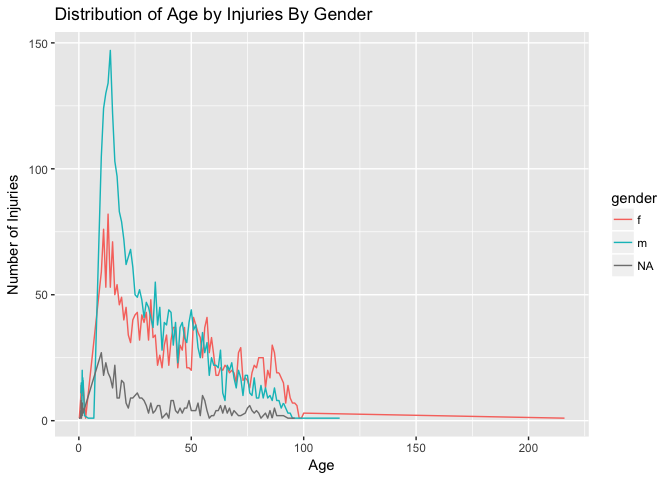 Distribution of Age by Injuries By Gender
150
100
50
0
Number of Injuries
0 50 100 150 200
Age
gender
f
m
NA